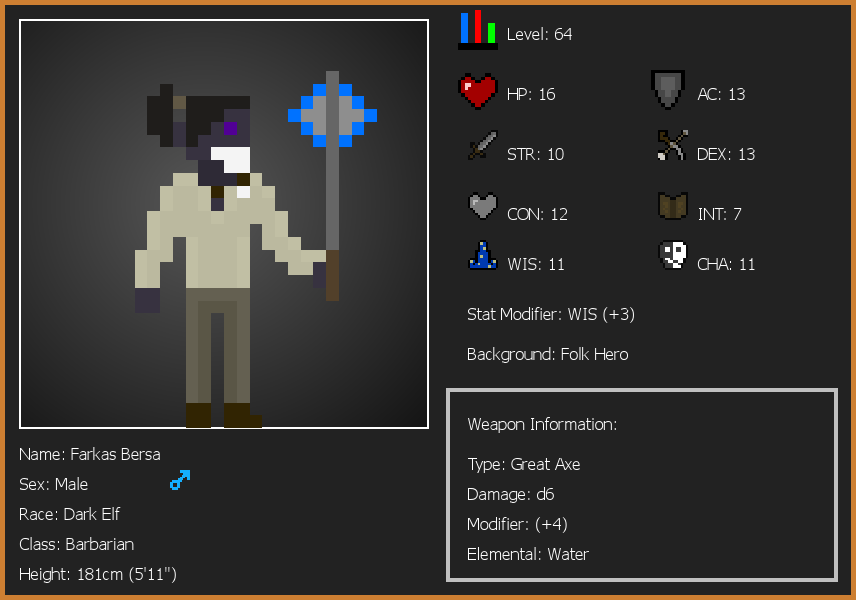 Level: 64
HP: 16
AC: 13
STR: 10
DEX: 13
CON: 12
INT: 7
WIS: 11
CHA: 11
Stat Modifier: WIS (+3)
Background: Folk Hero
Weapon Information:
Type: Great Axe
Damage: d6
Modifier: (+4)
Elemental: Water
Name: Farkas Bersa
Sex: Male
Race: Dark Elf
Class: Barbarian
Height: 181cm (5'11")